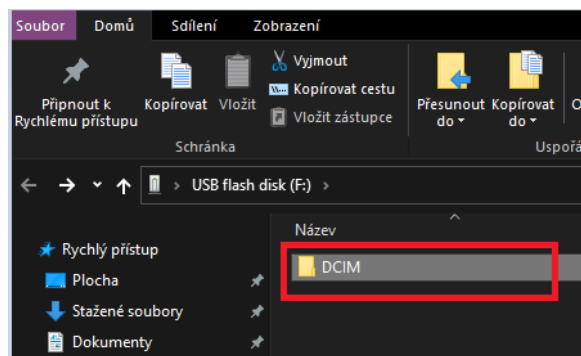 Soubor Domů Sdílení Zobrazení
Vyjmout
Kopírovat cestu
Vložit zástupce
Připnout k
Rychlému přístupu
Kopírovat
Vložit
Přesunout
do
Kopírovat
do
Schránka
USB flash disk (F:)
Název
Rychlý přístup
DCIM
Plocha
Stažené soubory
Dokumenty